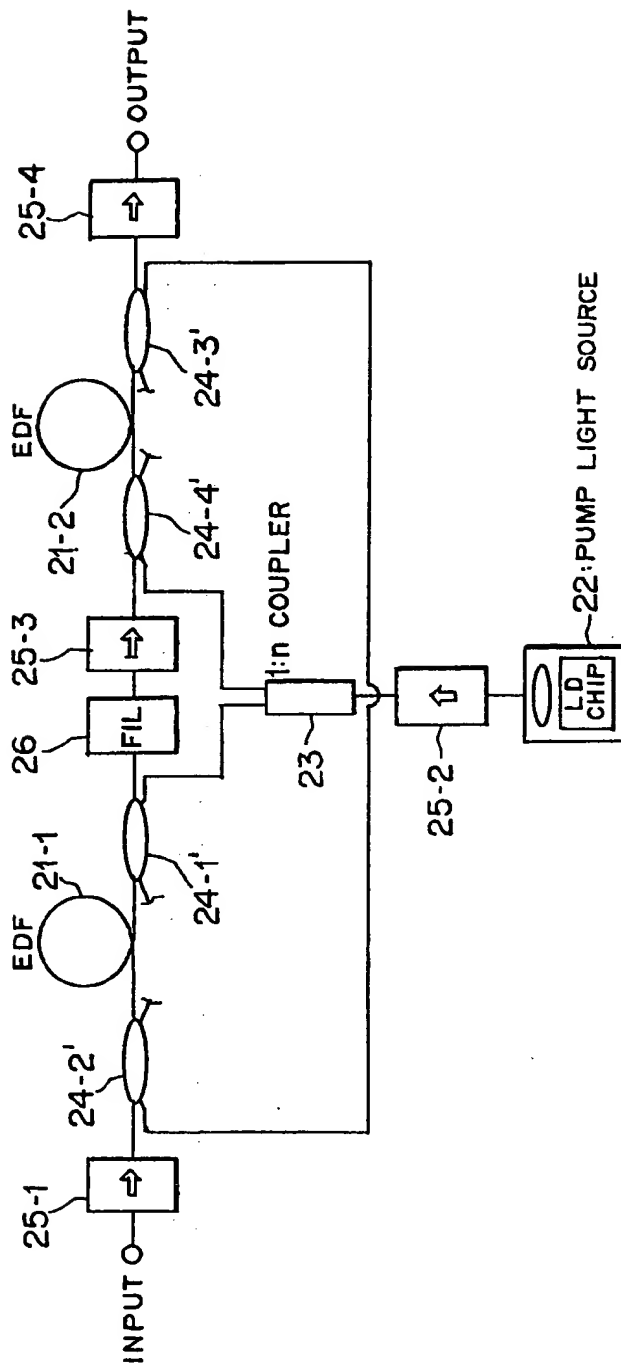 INPUT
25-1
24-2'
EDF
21-1
24-1'
26
FIL
25-3
24-4'
EDF
21-2
24-3'
25-4
OUTPUT
1:n COUPLER
23
25-2
LD
CHIP
22:PUMP LIGHT SOURCE